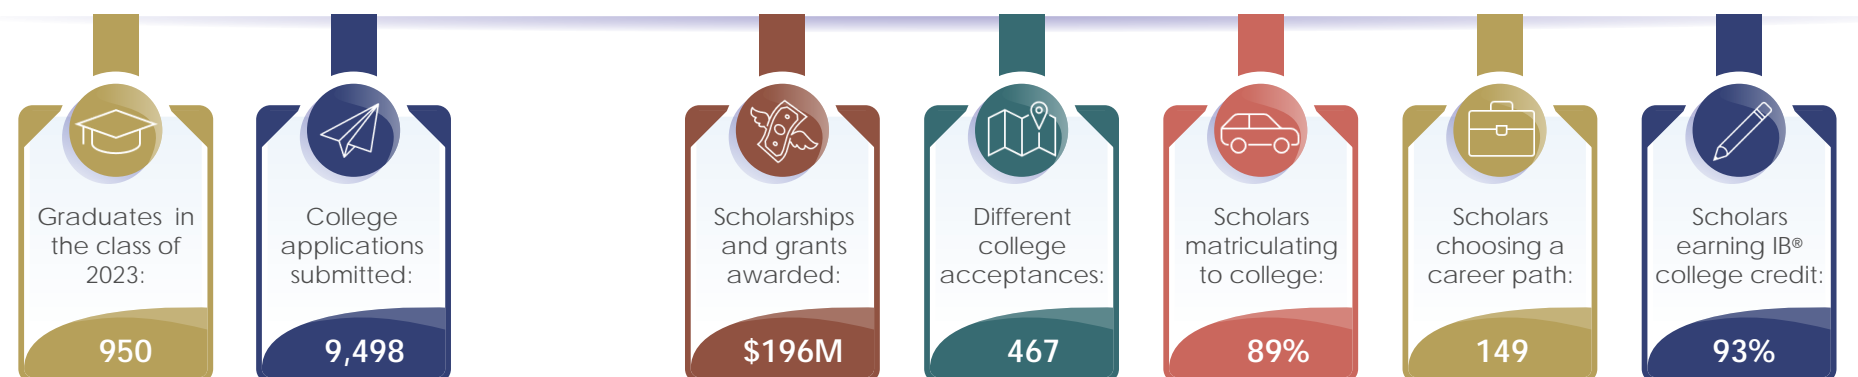 Graduates in
the class of
2023:
950
College
applications
submitted:
9,498
Scholarships
and grants
awarded:
$196M
Different
college
acceptances:
467
Scholars
matriculating
to college:
89%
Scholars
choosing a
career path:
149
Scholars
earning IB®
college credit:
93%